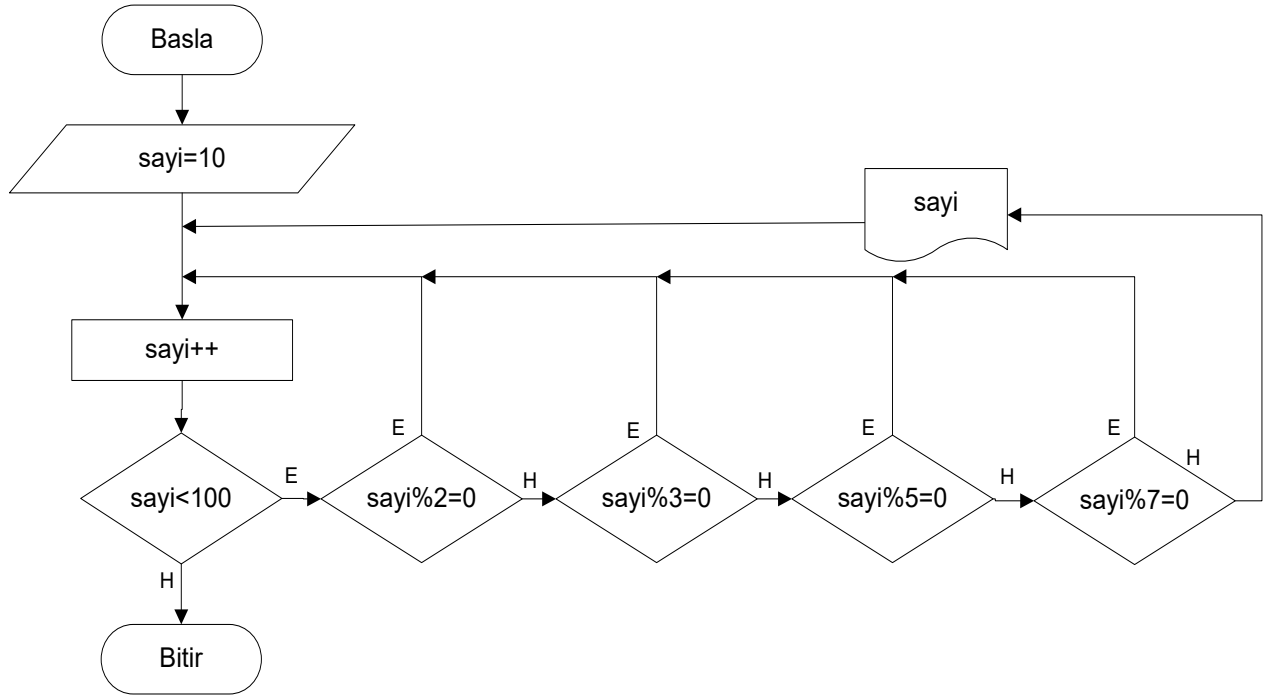 Basla
sayi=10
sayi
sayi++
sayi<100
E
H
sayi%2=0
E
H
sayi%3=0
E
H
sayi%5=0
E
H
sayi%7=0
E
H
Bitir